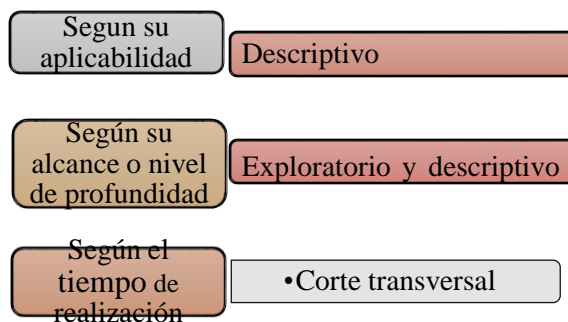 Segun su
aplicabilidad
Descriptivo
Según su
alcance o nivel
de profundidad
Exploratorio y descriptivo
Según el
tiempo de
realización
•Corte transversal